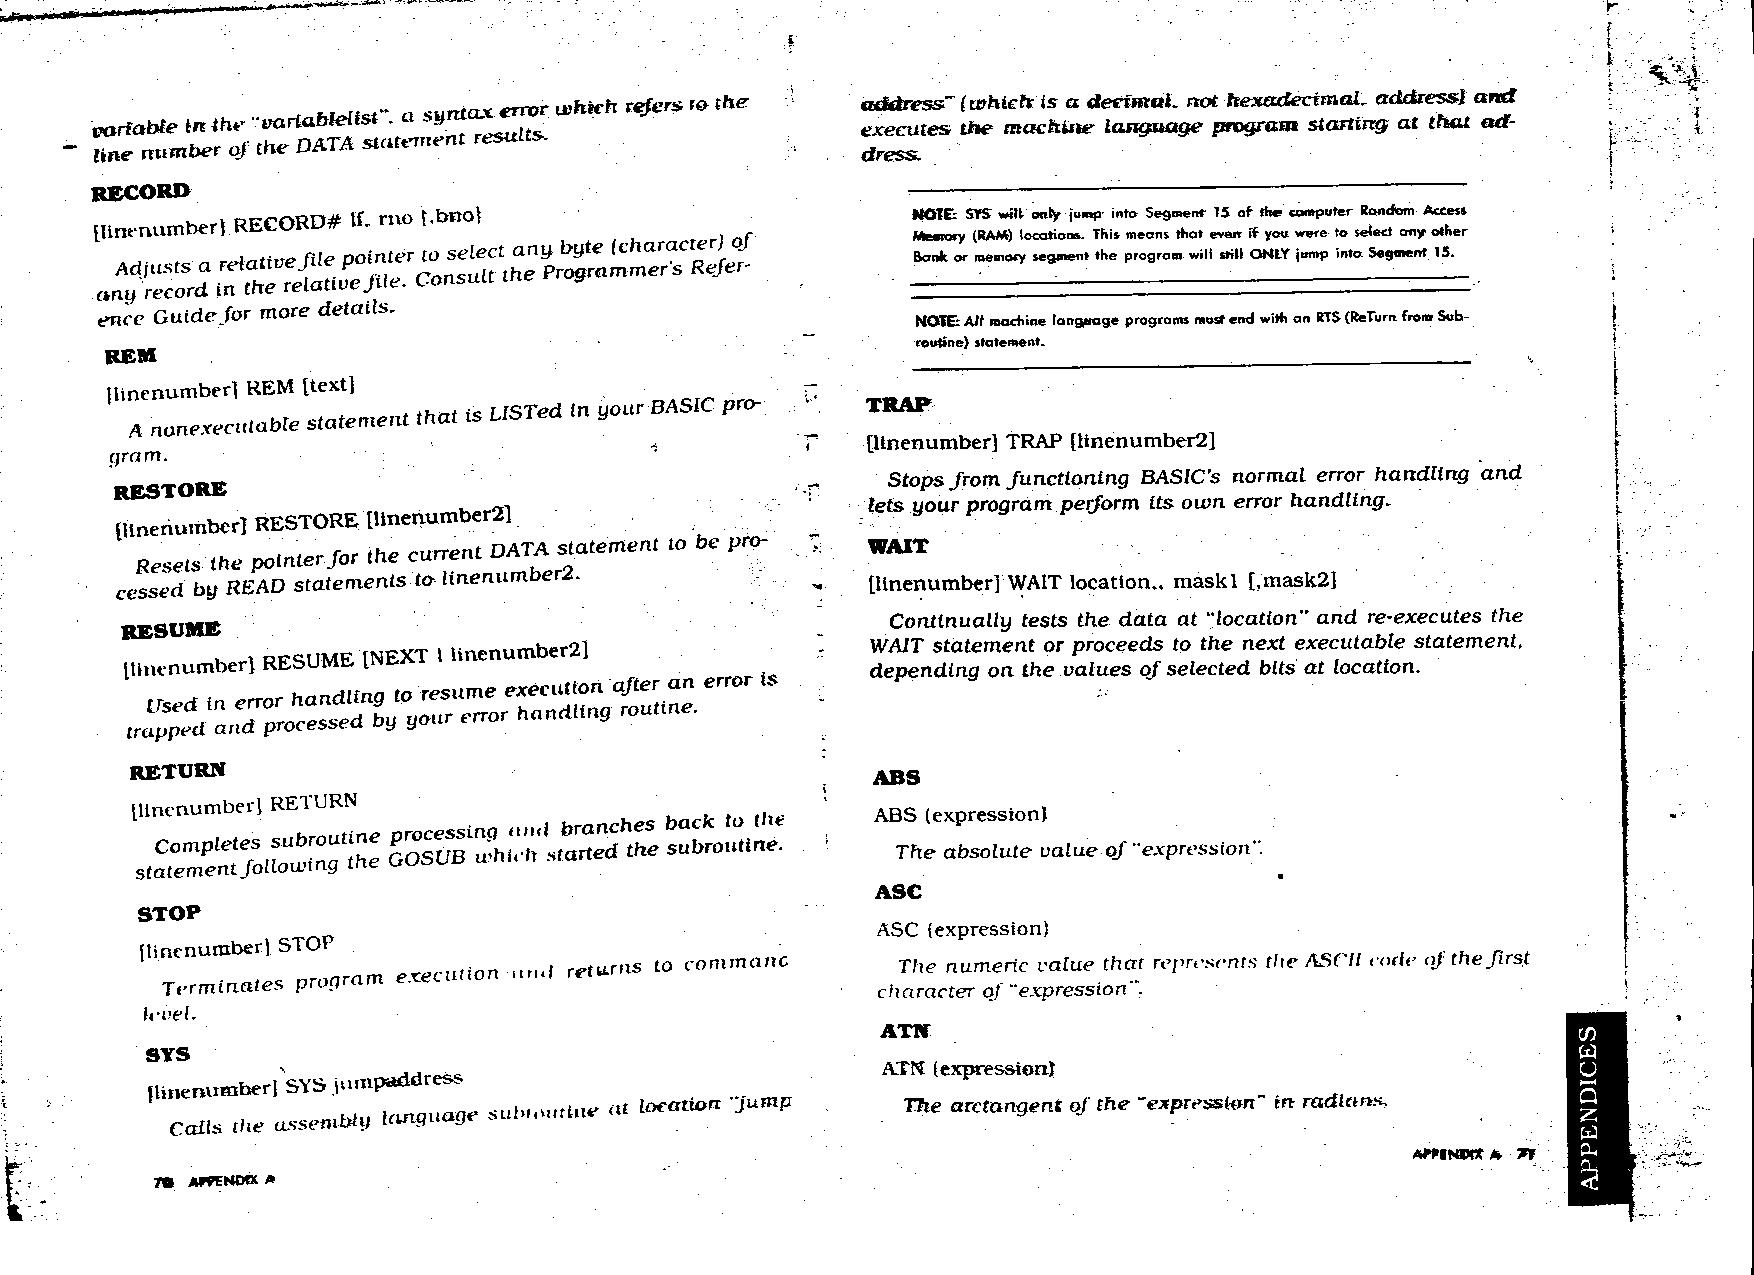 variable in the "variablelist", a syntax error which refers to the
line number of the DATA statement results.
RECORD
[linenumber] RECORD# lf, rno [,bno]
Adjusts a relative file pointer to select any byte (character) of
any record in the relative file. Consult the Programmer's Refer-
ence Guide for more details.
REM
[linenumber] REM [text]
A nonexecutable statement that is LISTed in your BASIC pro-
gram.
RESTORE
[linenumber] RESTORE [linenumber2]
Resets the pointer for the current DATA statement to be pro-
cessed by READ statements to linenumber2.
RESUME
[linenumber] RESUME [NEXT | linenumber2]
Used in error handling to resume execution after an error is
trapped and processed by your error handling routine.
RETURN
[linenumber] RETURN
Completes subroutine processing and branches back to the
statement following the GOSUB which started the subroutine.
STOP
[linenumber] STOP
Terminates program execution and returns to command
level.
SYS
[linenumber] SYS jumpaddress
Calls the assembly language subroutine at location "jump
70 APPENDIX A
address" (which is a decimal, not hexadecimal, address) and
executes the machine language program starting at that ad-
dress.
NOTE: SYS will only jump into Segment 15 of the computer Random Access
Memory (RAM) locations. This means that even if you were to select any other
Bank or memory segment the program will still ONLY jump into Segment 15.
NOTE: All machine language programs must end with an RTS (ReTurn from Sub-
routine) statement.
TRAP
[linenumber] TRAP [linenumber2]
Stops from functioning BASIC's normal error handling and
lets your program perform its own error handling.
WAIT
[linenumber] WAIT location,, mask1 [,mask2]
Continually tests the data at "location" and re-executes the
WAIT statement or proceeds to the next executable statement,
depending on the values of selected bits at location.
ABS
ABS (expression)
The absolute value of "expression".
ASC
ASC (expression)
The numeric value that represents the ASCII code of the first
character of "expression".
ATN
ATN (expression)
The arctangent of the "expression" in radians.
APPENDIX A 71
APPENDICES